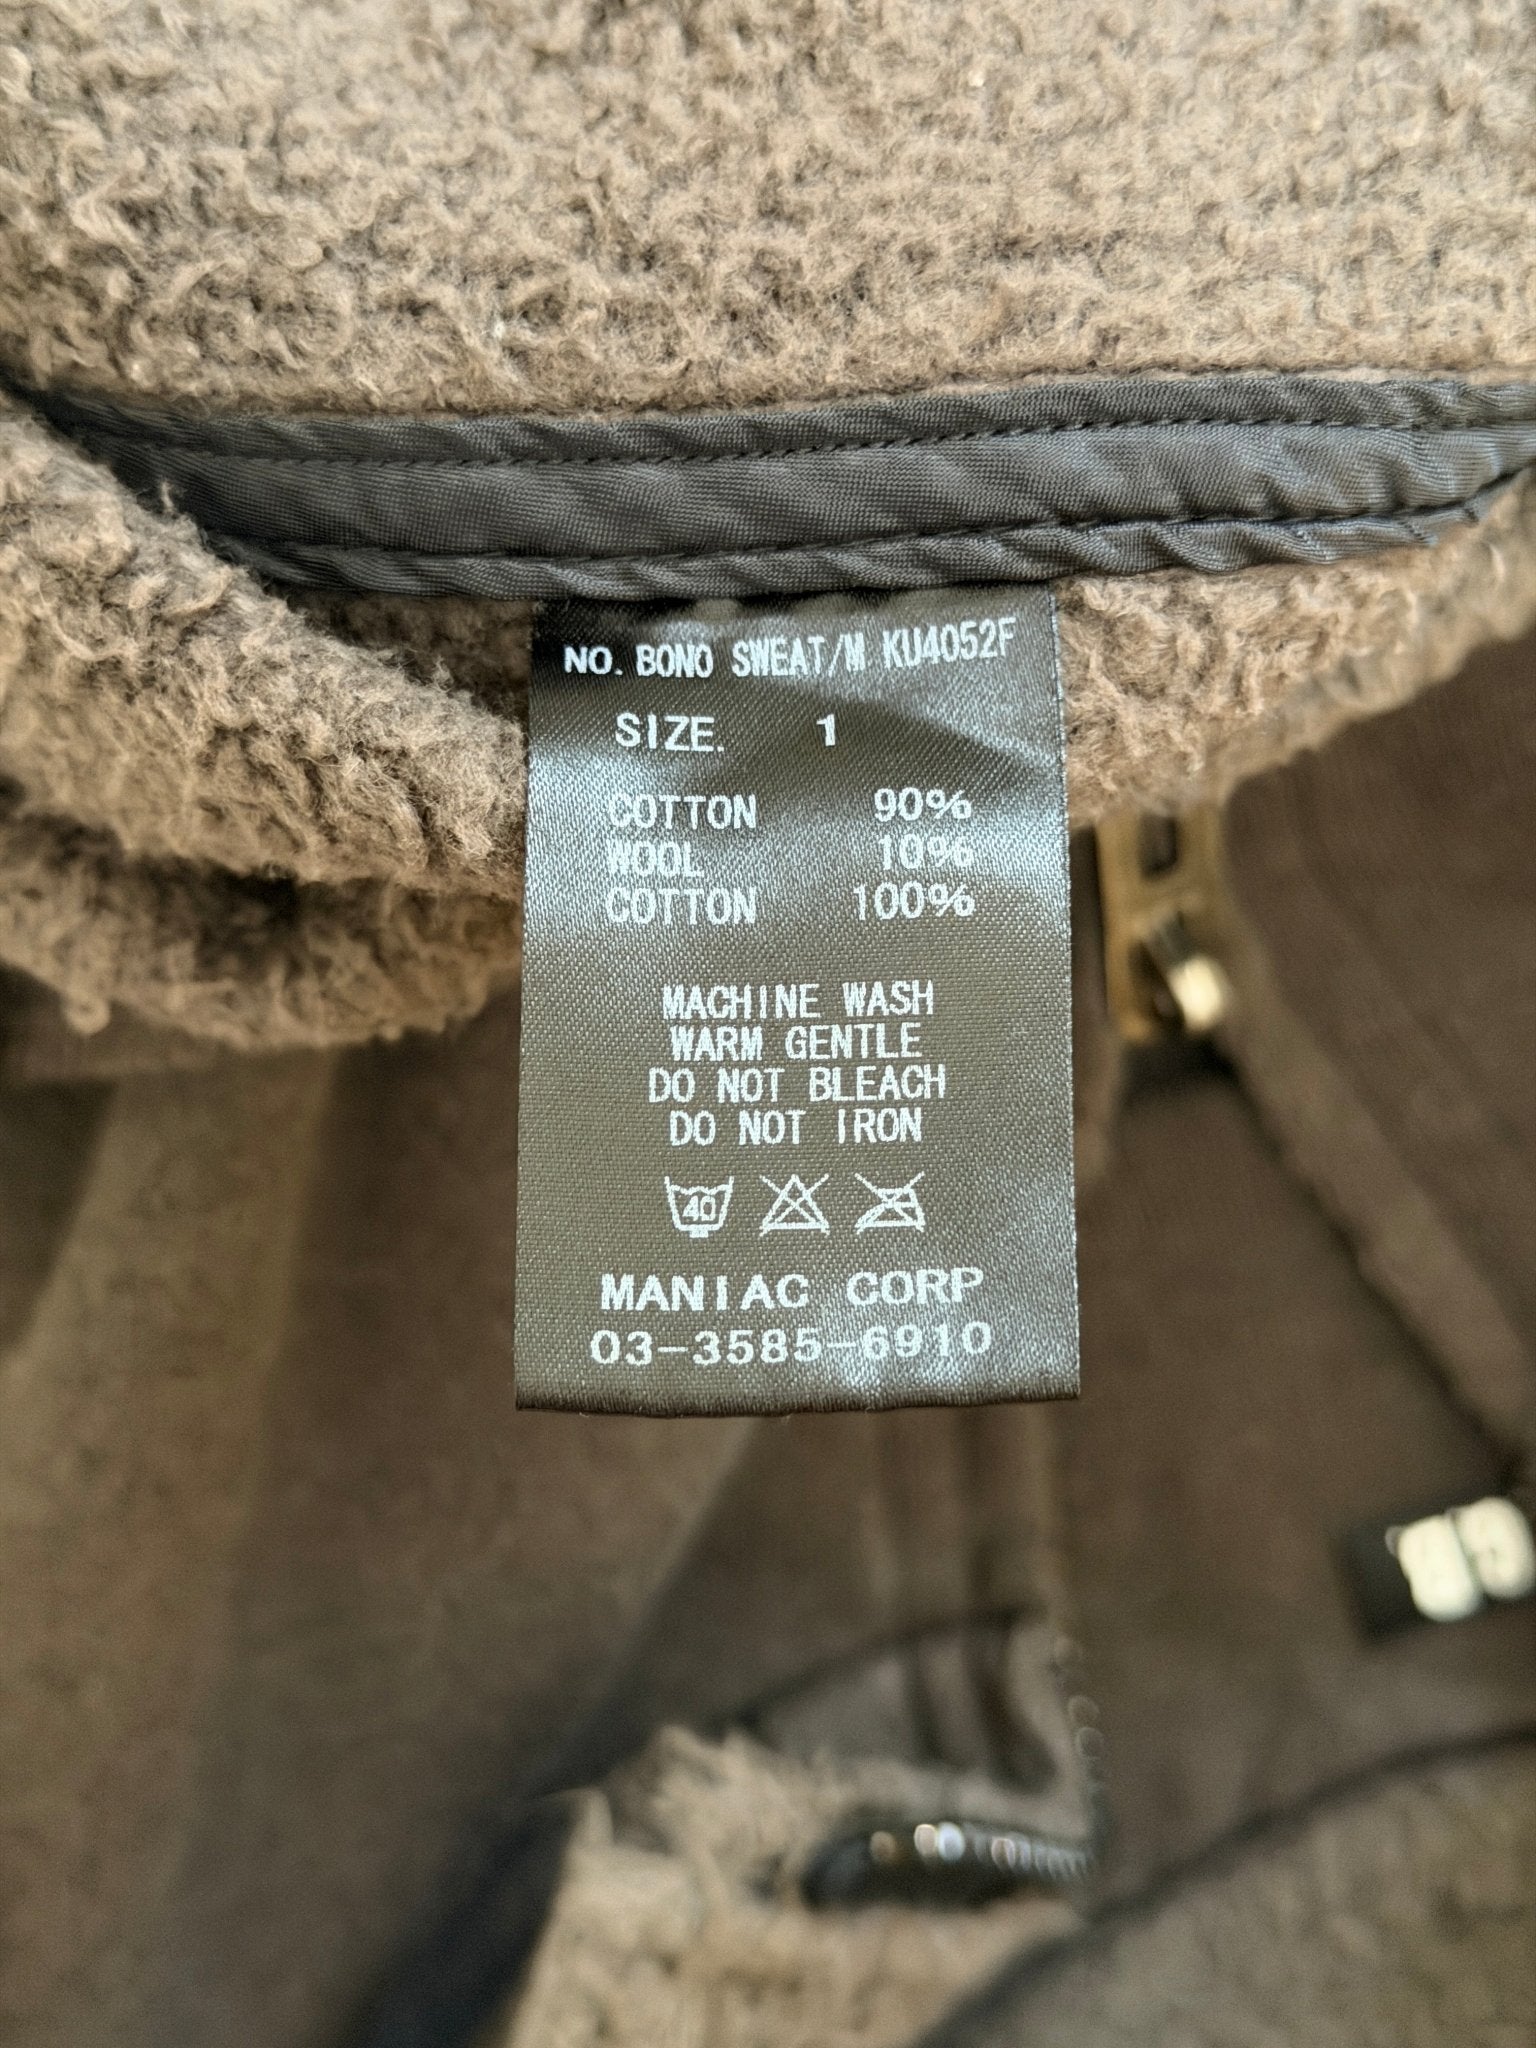 NO. BONO SWEAT/M KU4052F
SIZE. 1
COTTON 90%
WOOL 10%
COTTON 100%
MACHINE WASH
WARM GENTLE
DO NOT BLEACH
DO NOT IRON
40
MANIAC CORP
03-3585-6910